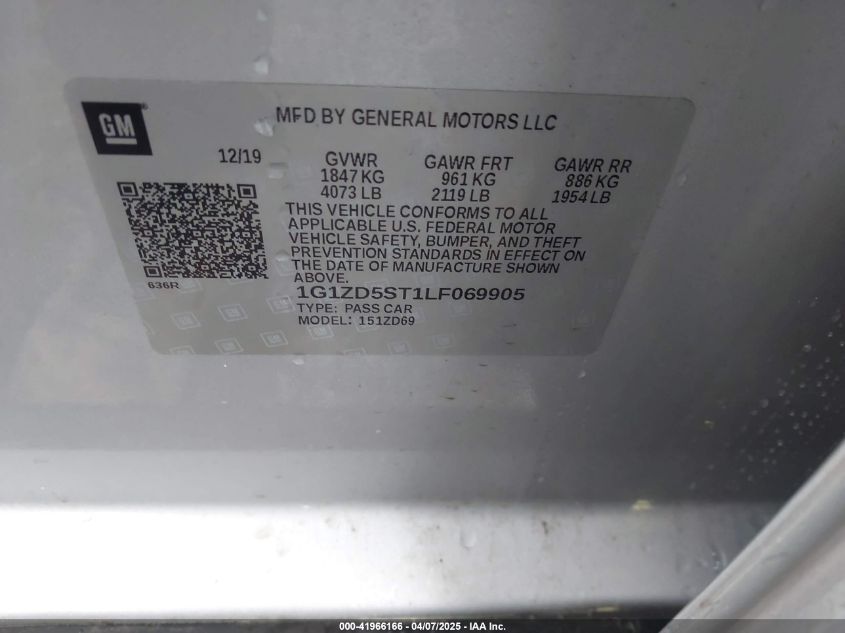 GM
®
MFD BY GENERAL MOTORS LLC
12/19 GVWR GAWR FRT GAWR RR
1847 KG 961 KG 886 KG
4073 LB 2119 LB 1954 LB
THIS VEHICLE CONFORMS TO ALL
APPLICABLE U.S. FEDERAL MOTOR
VEHICLE SAFETY, BUMPER, AND THEFT
PREVENTION STANDARDS IN EFFECT ON
THE DATE OF MANUFACTURE SHOWN
ABOVE.
636R
1G1ZD5ST1LF069905
TYPE: PASS CAR
MODEL: 151ZD69
000-41966166 - 04/07/2025 - IAA Inc.